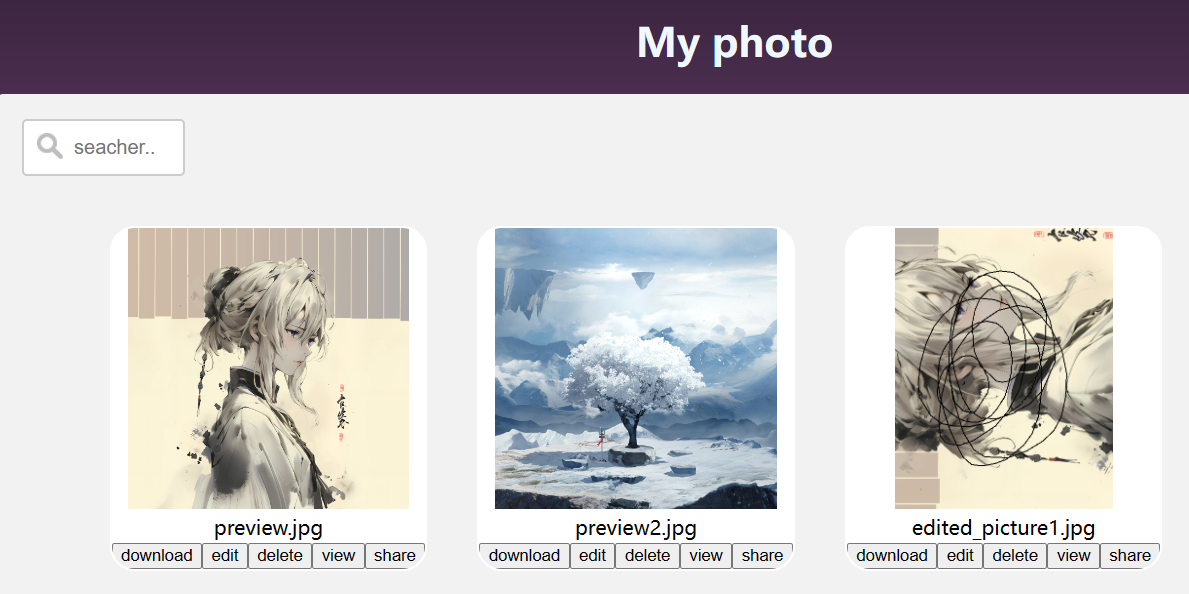 My photo
seacher..
preview.jpg
preview2.jpg
edited_picture1.jpg
download edit delete view share
download edit delete view share
download edit delete view share